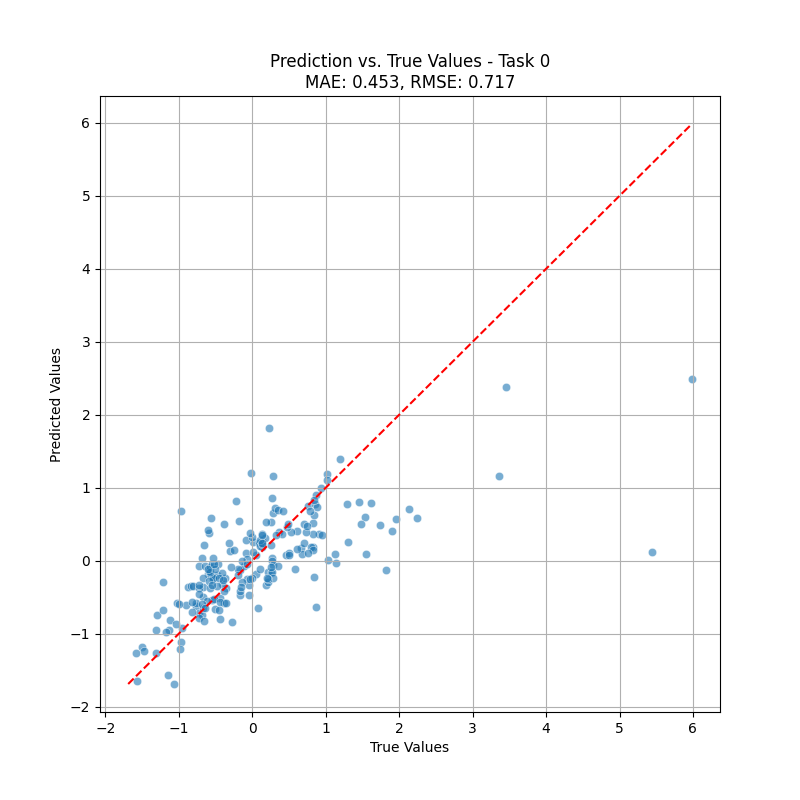 Prediction vs. True Values - Task 0
MAE: 0.453, RMSE: 0.717
6
5
4
3
2
1
0
−1
−2
Predicted Values
−2 −1 0 1 2 3 4 5 6
True Values